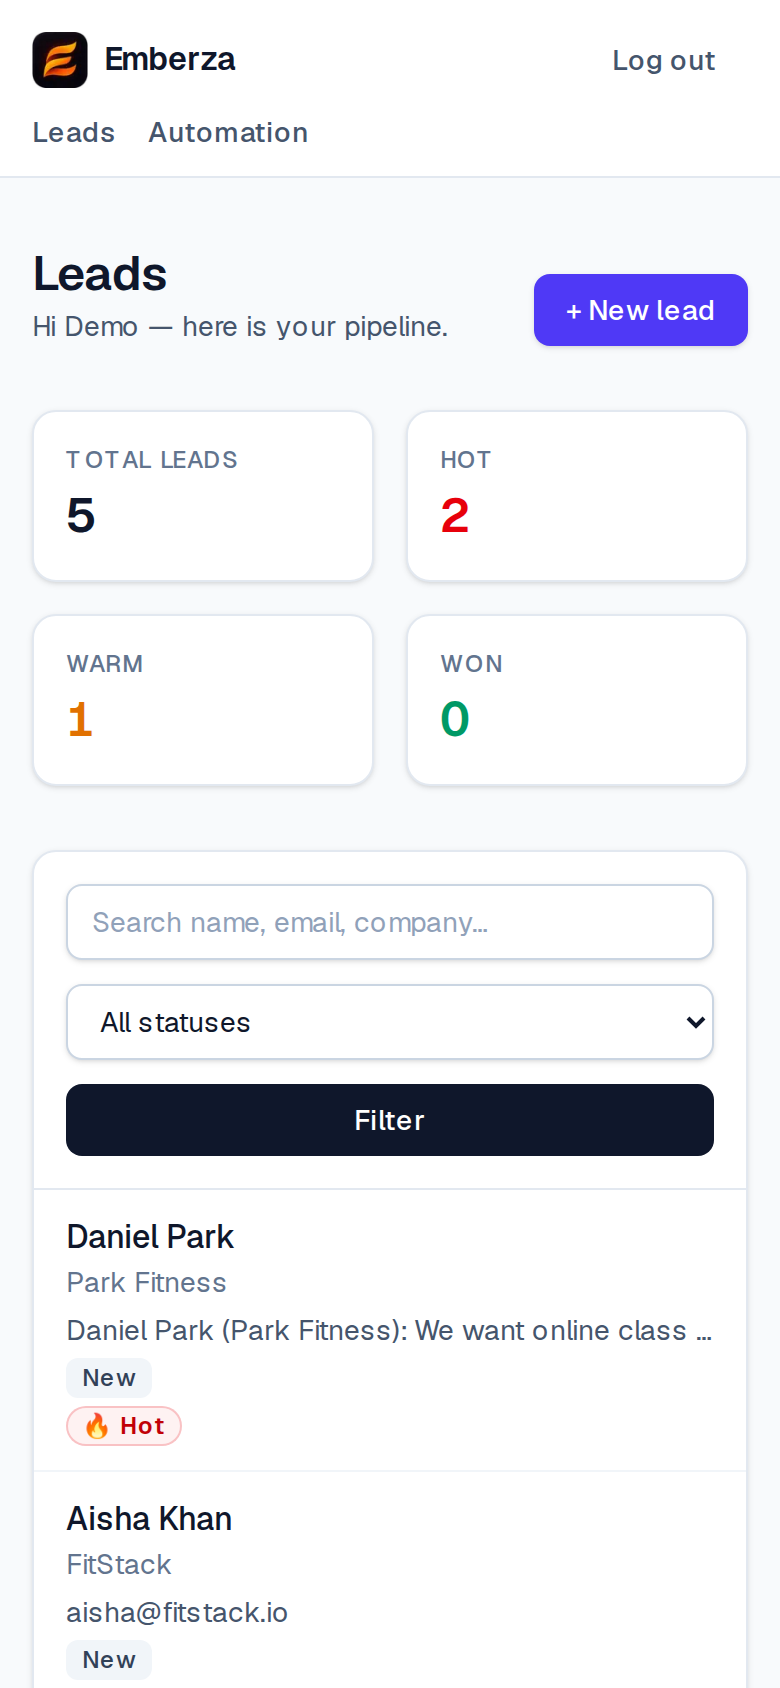 Emberza
Log out
Leads
Automation
Leads
Hi Demo — here is your pipeline.
+ New lead
TOTAL LEADS
5
HOT
2
WARM
1
WON
0
Search name, email, company…
All statuses
Filter
Daniel Park
Park Fitness
Daniel Park (Park Fitness): We want online class …
New
🔥 Hot
Aisha Khan
FitStack
aisha@fitstack.io
New